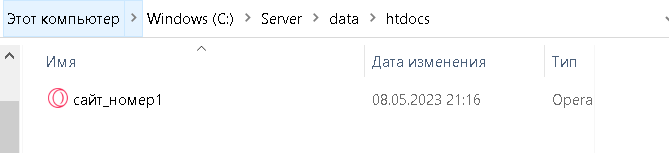 Этот компьютер > Windows (C:) > Server > data > htdocs
Имя Дата изменения Тип
сайт_номер1 08.05.2023 21:16 Opera